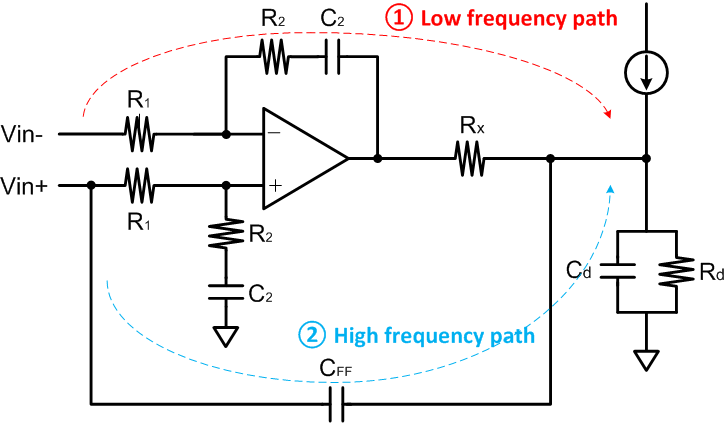 ① Low frequency path
R₂ C₂
R₁
Vin-
−
Rₓ
Vin+
+
R₁
R₂
C₂
Cd Rd
② High frequency path
CFF